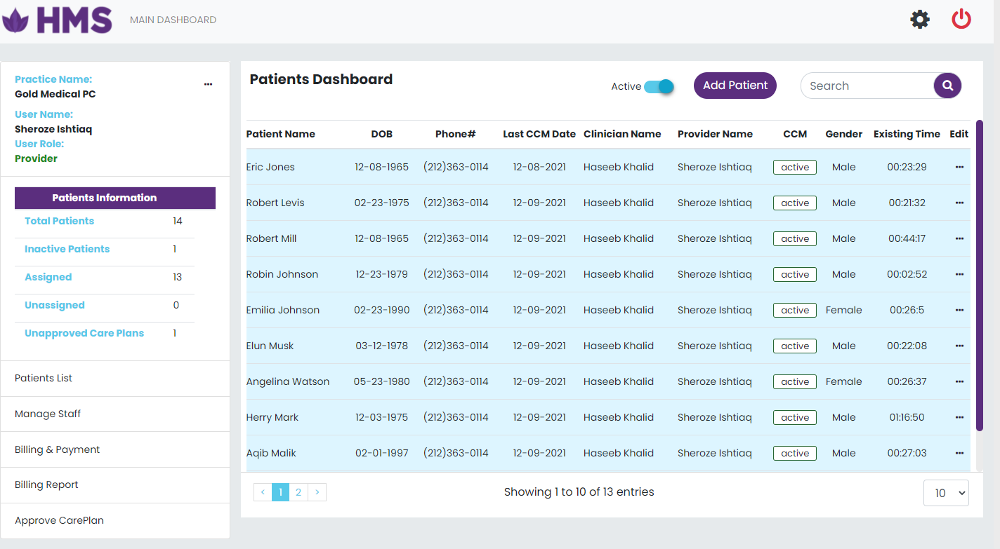 HMS MAIN DASHBOARD
Practice Name:
Gold Medical PC
User Name:
Sheroze Ishtiaq
User Role:
Provider
Patients Information
Total Patients 14
Inactive Patients 1
Assigned 13
Unassigned 0
Unapproved Care Plans 1
Patients List
Manage Staff
Billing & Payment
Billing Report
Approve CarePlan
Patients Dashboard
Active Add Patient Search
Patient Name DOB Phone# Last CCM Date Clinician Name Provider Name CCM Gender Existing Time Edit
Eric Jones 12-08-1965 (212)363-0114 12-08-2021 Haseeb Khalid Sheroze Ishtiaq active Male 00:23:29
Robert Levis 02-23-1975 (212)363-0114 12-09-2021 Haseeb Khalid Sheroze Ishtiaq active Male 00:21:32
Robert Mill 12-08-1965 (212)363-0114 12-09-2021 Haseeb Khalid Sheroze Ishtiaq active Male 00:44:17
Robin Johnson 12-23-1979 (212)363-0114 12-09-2021 Haseeb Khalid Sheroze Ishtiaq active Male 00:02:52
Emilia Johnson 02-23-1990 (212)363-0114 12-09-2021 Haseeb Khalid Sheroze Ishtiaq active Female 00:26:5
Elun Musk 03-12-1978 (212)363-0114 12-09-2021 Haseeb Khalid Sheroze Ishtiaq active Male 00:22:08
Angelina Watson 05-23-1980 (212)363-0114 12-09-2021 Haseeb Khalid Sheroze Ishtiaq active Female 00:26:37
Herry Mark 12-03-1975 (212)363-0114 12-09-2021 Haseeb Khalid Sheroze Ishtiaq active Male 01:16:50
Aqib Malik 02-01-1997 (212)363-0114 12-09-2021 Haseeb Khalid Sheroze Ishtiaq active Male 00:27:03
< 1 2 > Showing 1 to 10 of 13 entries 10